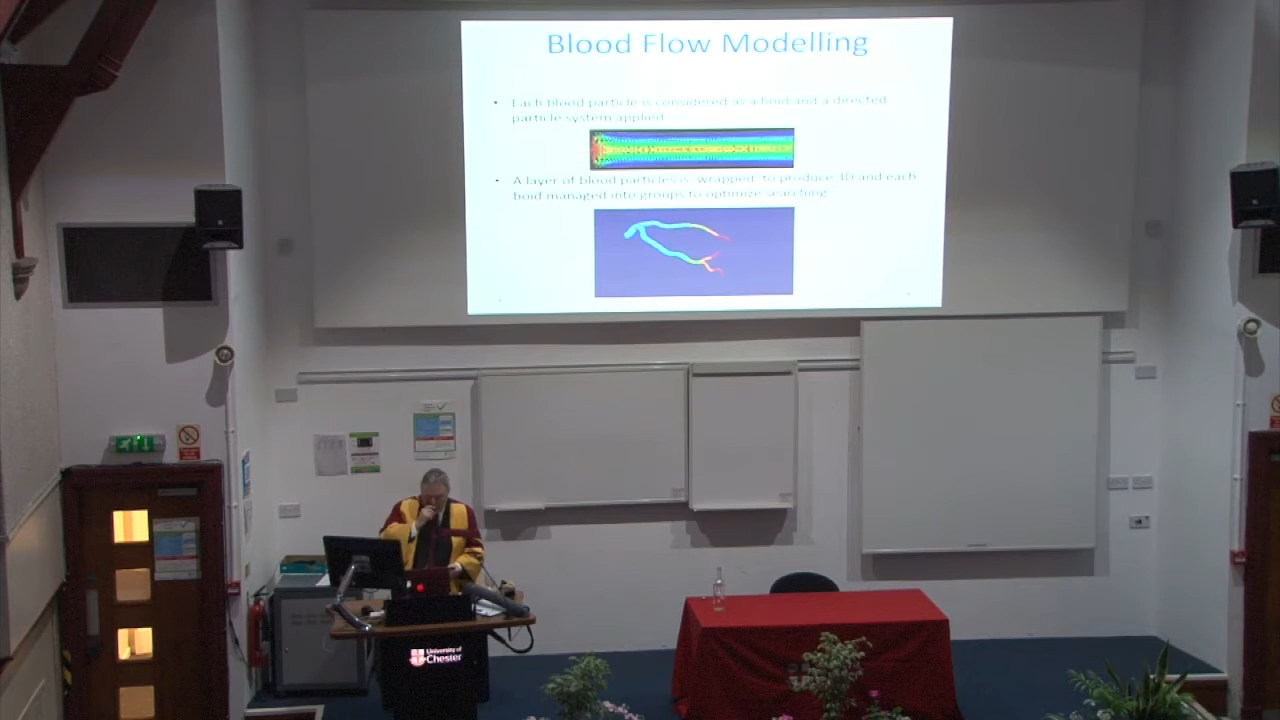 Blood Flow Modelling
• Each blood particle is considered as a boid and a directed
particle system applied
• A layer of blood particles is wrapped to produce 3D and each
boid managed into groups to optimize searching
University of
Chester